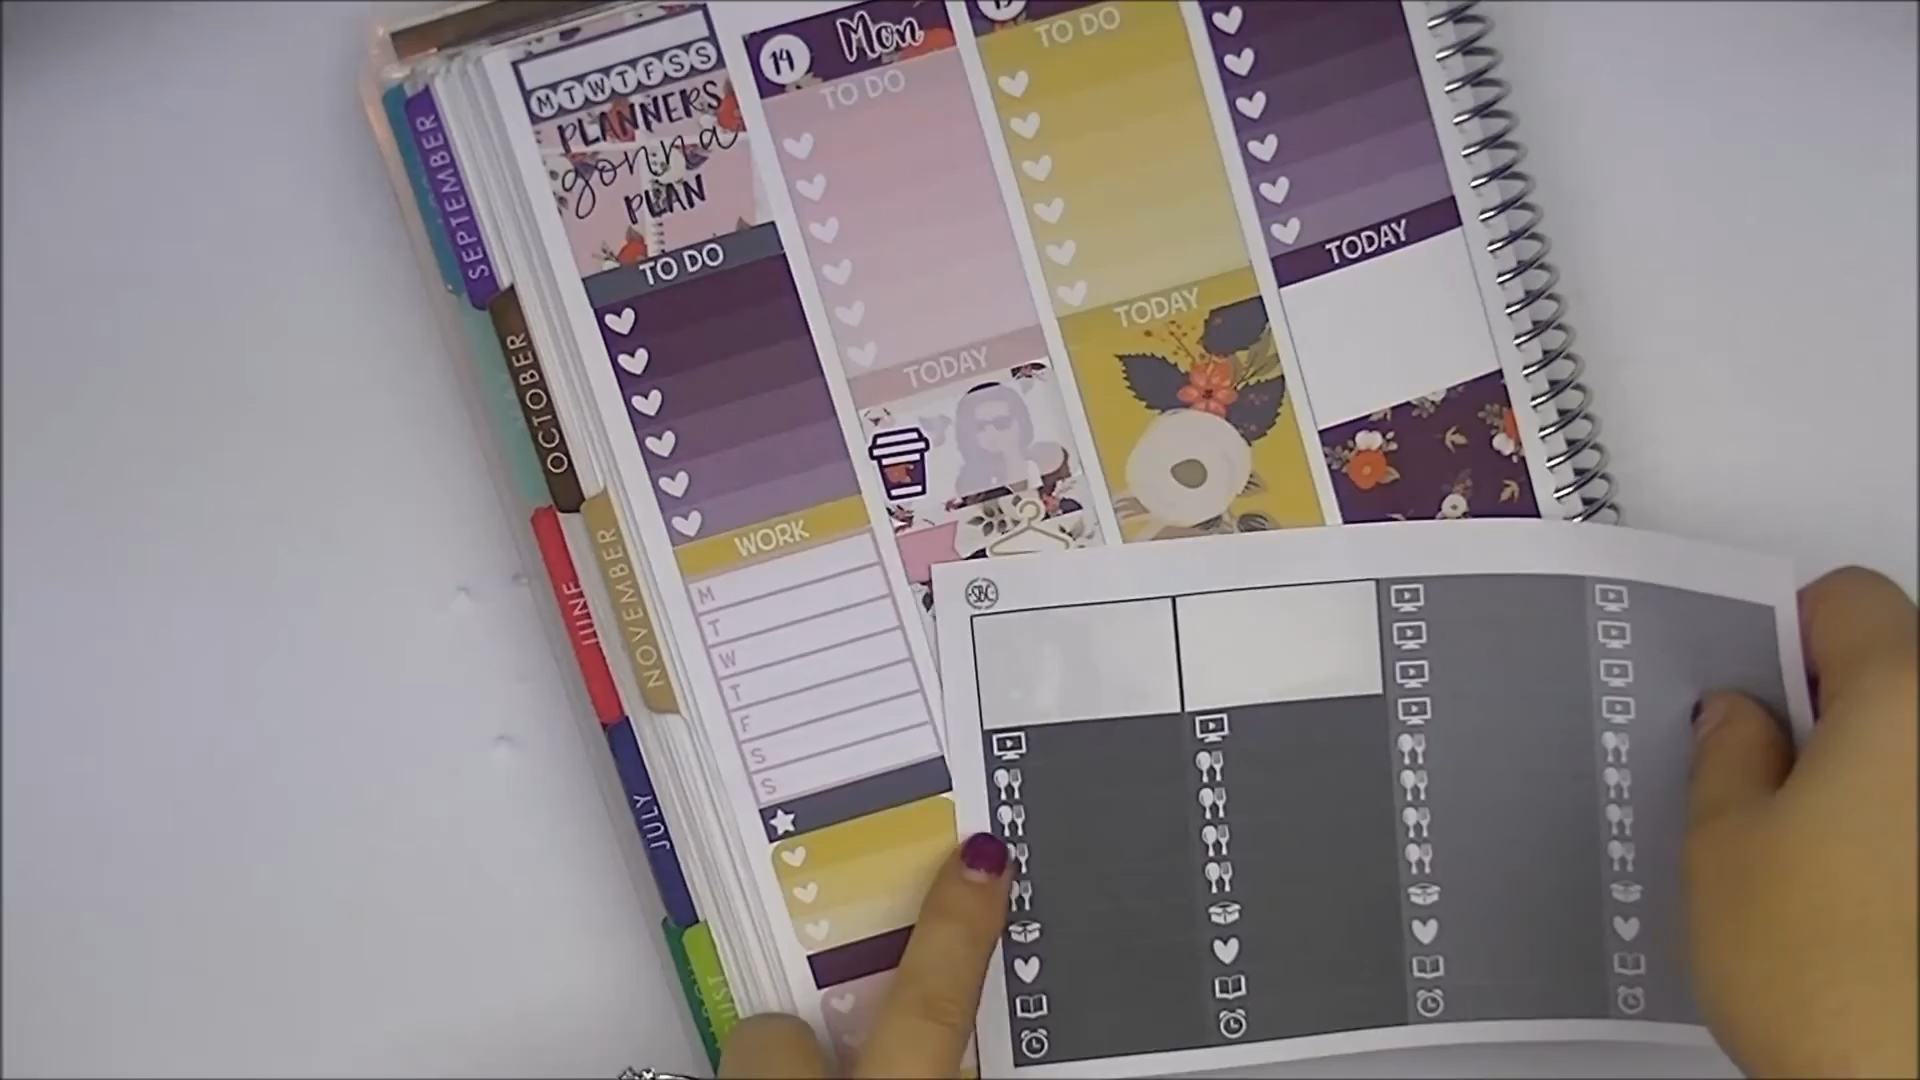 M T W T F S S
PLANNERS
gonna
PLAN
TO DO
WORK
M
T
W
T
F
S
S
14
Mon
TO DO
TODAY
TO DO
TODAY
TODAY
SBC
SEPTEMBER
OCTOBER
NOVEMBER
JUNE
JULY